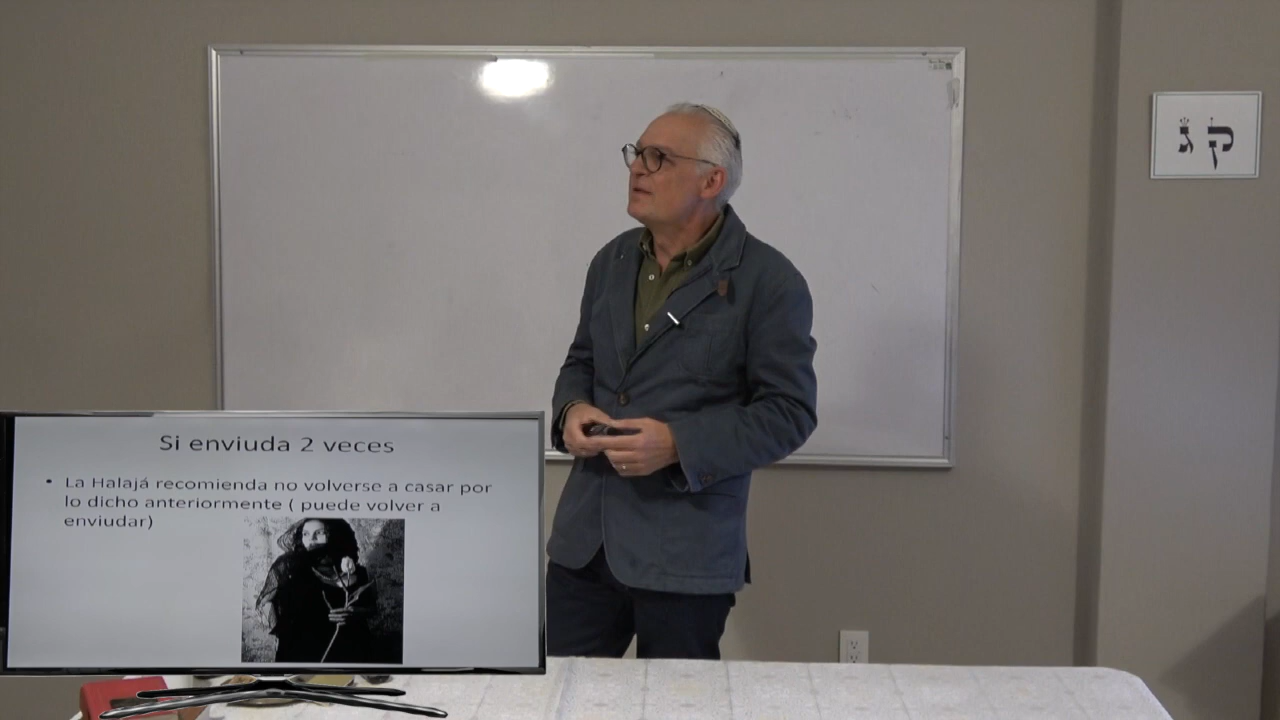 Si enviuda 2 veces
• La Halajá recomienda no volverse a casar por
lo dicho anteriormente ( puede volver a
enviudar)
ק ג